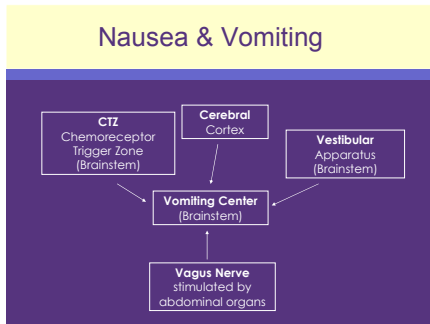 Nausea & Vomiting
CTZ
Chemoreceptor
Trigger Zone
(Brainstem)
Cerebral
Cortex
Vestibular
Apparatus
(Brainstem)
Vomiting Center
(Brainstem)
Vagus Nerve
stimulated by
abdominal organs